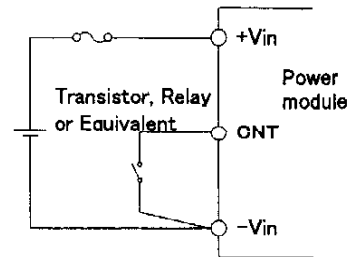 +Vin
Power
module
Transistor, Relay
or Equivalent
CNT
-Vin